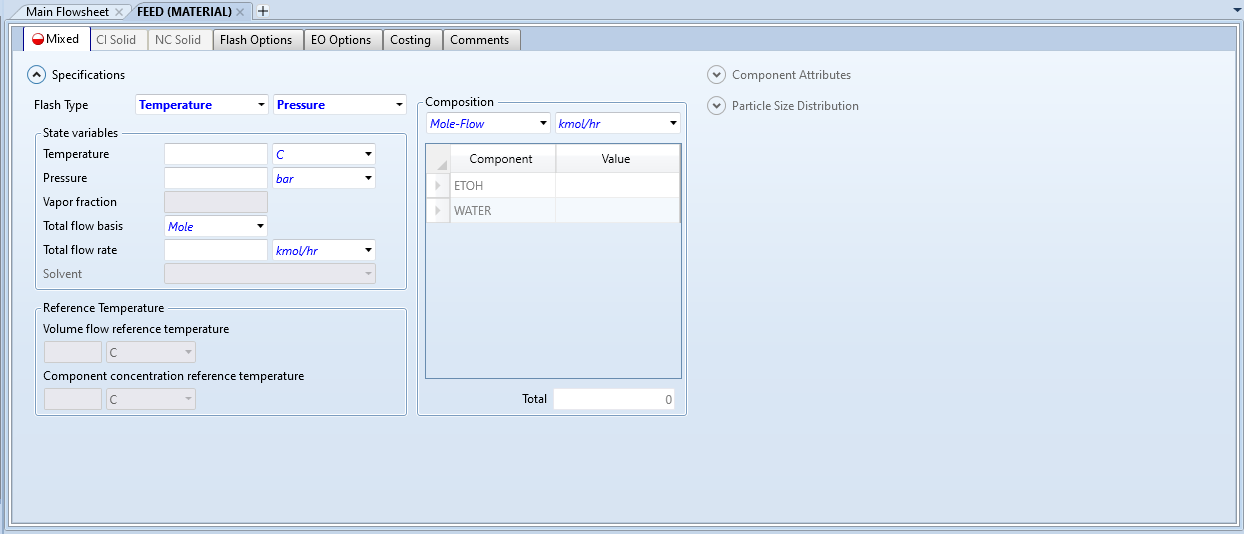 Main Flowsheet × FEED (MATERIAL) × +
Mixed CI Solid NC Solid Flash Options EO Options Costing Comments
Specifications
Flash Type Temperature Pressure
State variables
Temperature C
Pressure bar
Vapor fraction
Total flow basis Mole
Total flow rate kmol/hr
Solvent
Reference Temperature
Volume flow reference temperature
C
Component concentration reference temperature
C
Composition
Mole-Flow kmol/hr
Component Value
ETOH
WATER
Total 0
Component Attributes
Particle Size Distribution